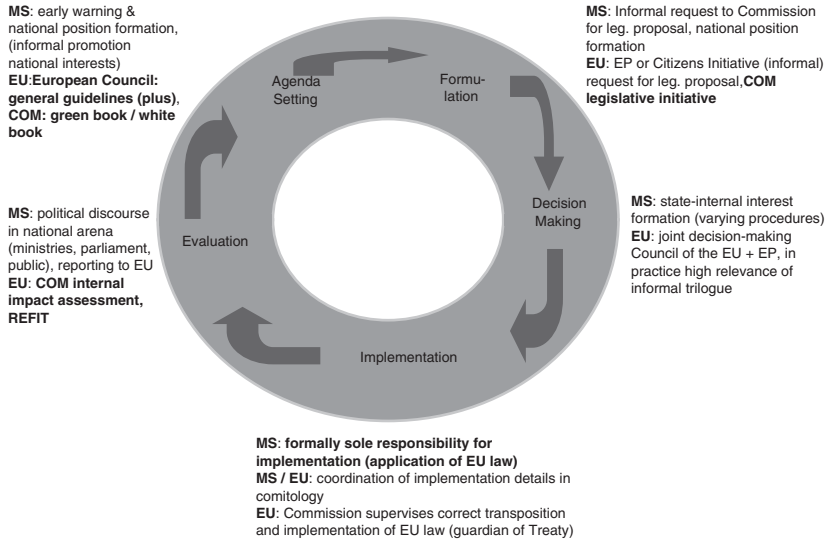 MS: early warning &
national position formation,
(informal promotion
national interests)
EU:European Council:
general guidelines (plus),
COM: green book / white
book
MS: Informal request to Commission
for leg. proposal, national position
formation
EU: EP or Citizens Initiative (informal)
request for leg. proposal,COM
legislative initiative
Agenda
Setting
Formu-
lation
Decision
Making
MS: state-internal interest
formation (varying procedures)
EU: joint decision-making
Council of the EU + EP, in
practice high relevance of
informal trilogue
MS: political discourse
in national arena
(ministries, parliament,
public), reporting to EU
EU: COM internal
impact assessment,
REFIT
Evaluation
Implementation
MS: formally sole responsibility for
implementation (application of EU law)
MS / EU: coordination of implementation details in
comitology
EU: Commission supervises correct transposition
and implementation of EU law (guardian of Treaty)